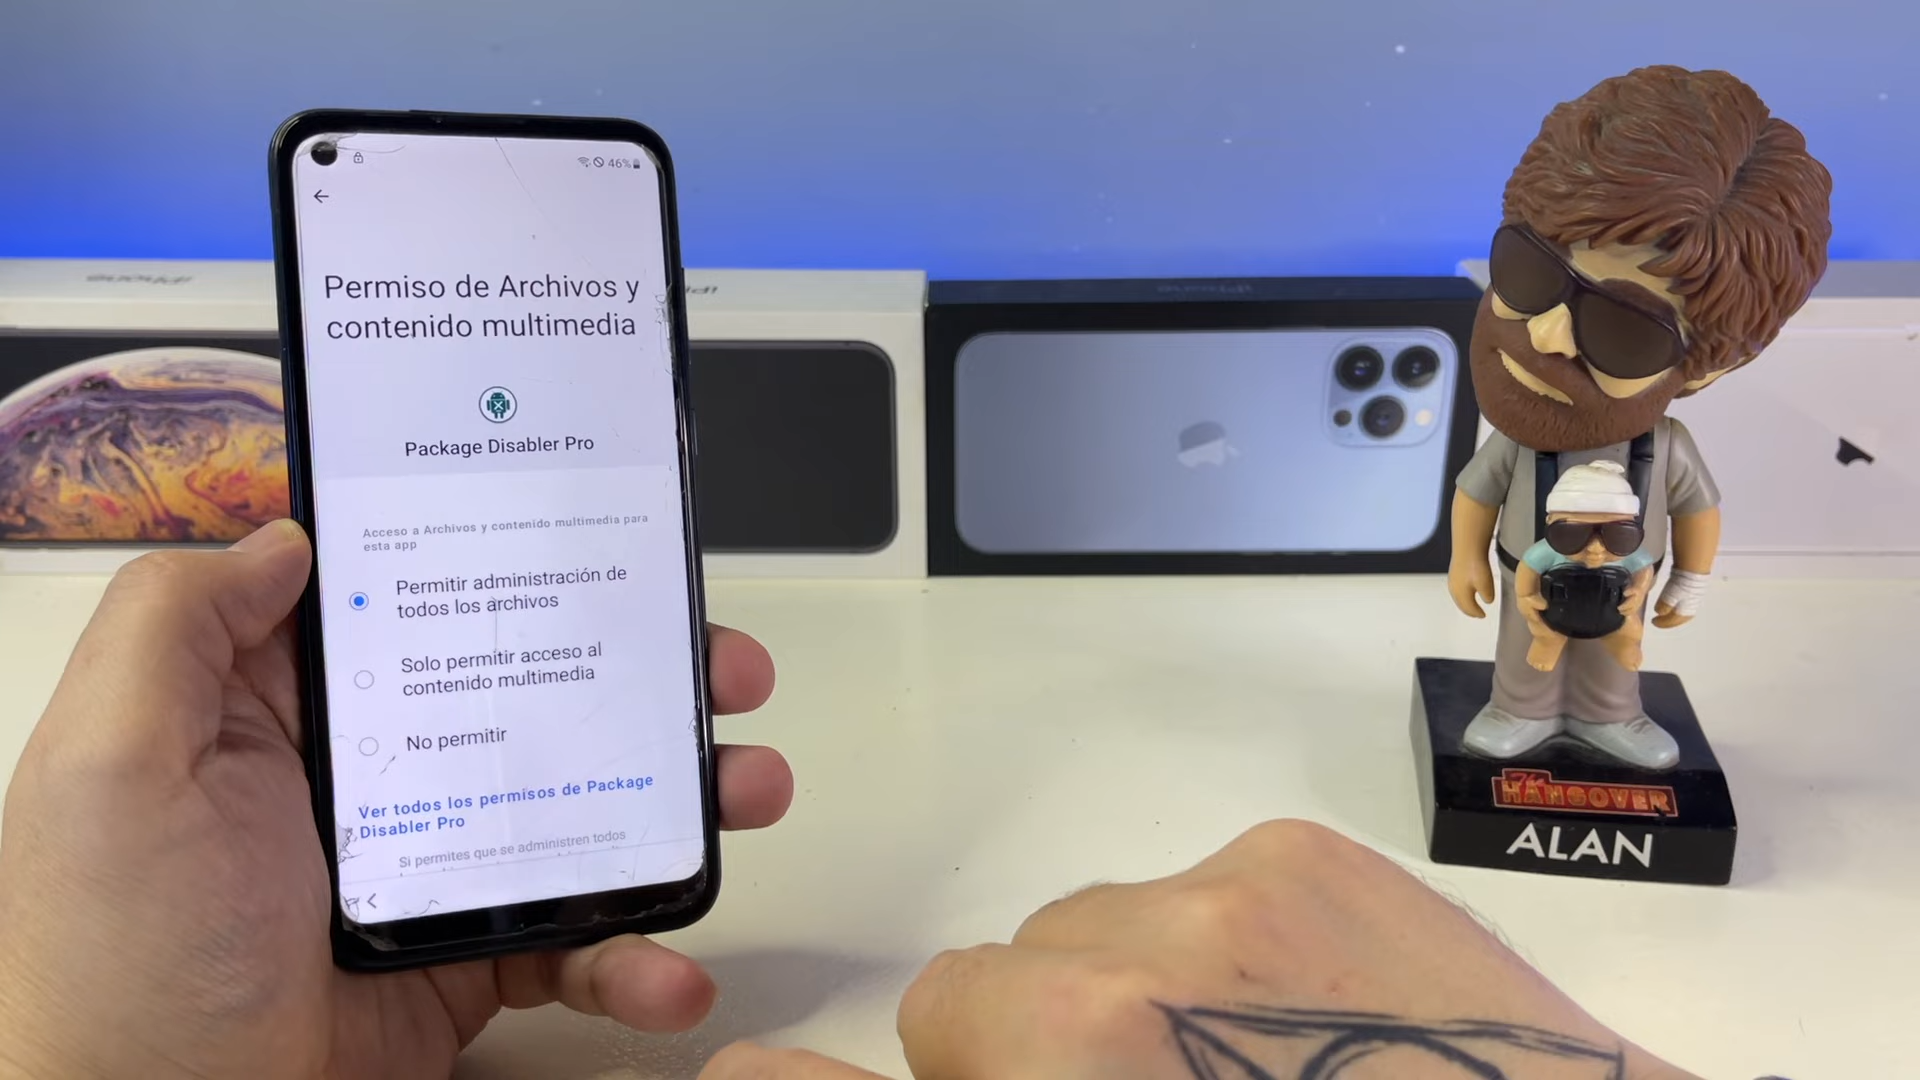 46%
Permiso de Archivos y
contenido multimedia
Package Disabler Pro
Acceso a Archivos y contenido multimedia para
esta app
Permitir administración de
todos los archivos
Solo permitir acceso al
contenido multimedia
No permitir
Ver todos los permisos de Package
Disabler Pro
Si permites que se administren todos
iPhone
iPhone
The
HANGOVER
ALAN